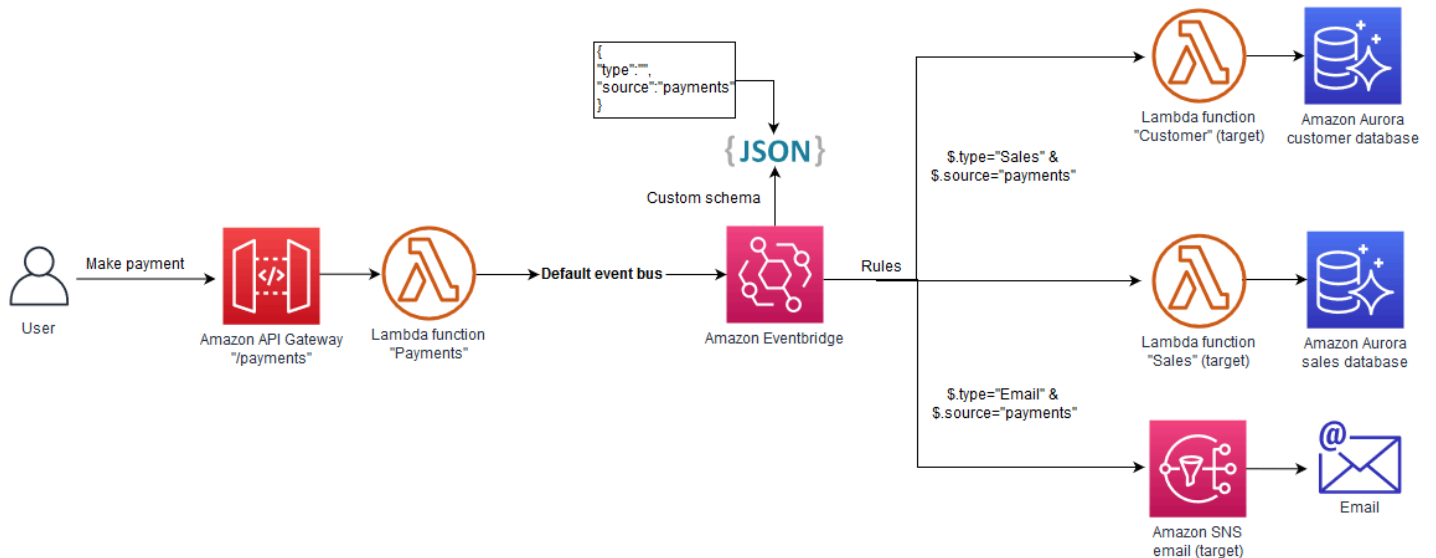 {
"type":"",
"source":"payments"
}
{JSON}
Custom schema
Lambda function
"Customer" (target)
Amazon Aurora
customer database
$.type="Sales" &
$.source="payments"
User
Make payment
Amazon API Gateway
"/payments"
</>
Lambda function
"Payments"
Default event bus
Amazon Eventbridge
Rules
Lambda function
"Sales" (target)
Amazon Aurora
sales database
$.type="Email" &
$.source="payments"
Amazon SNS
email (target)
@
Email